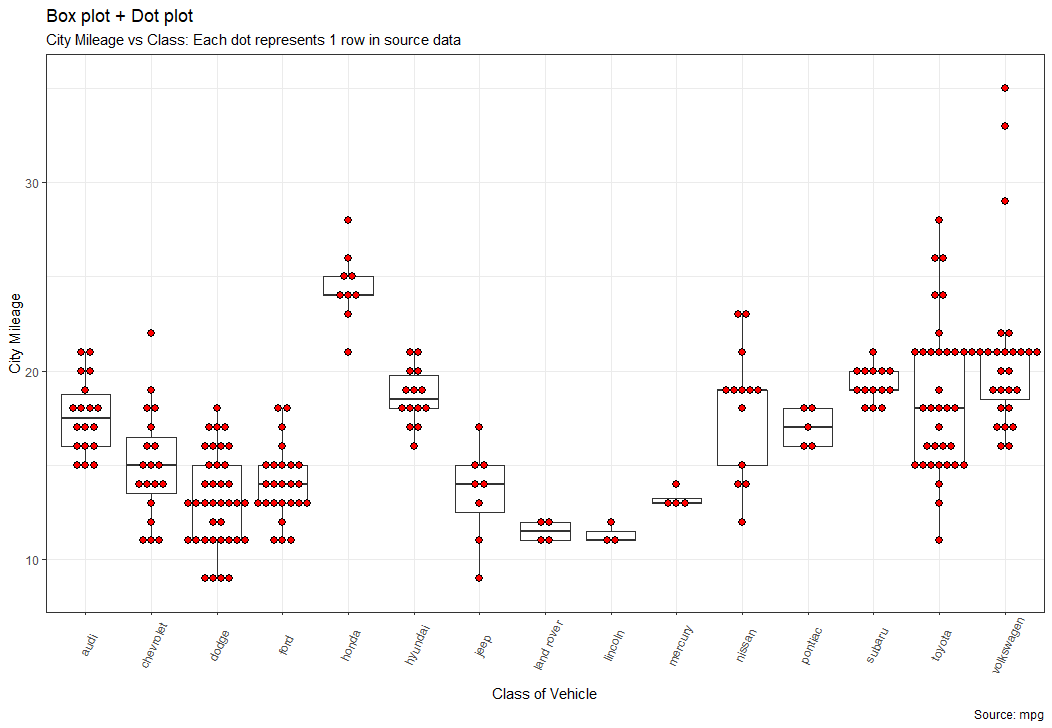 Box plot + Dot plot
City Mileage vs Class: Each dot represents 1 row in source data
City Mileage
30
20
10
audi
chevrolet
dodge
ford
honda
hyundai
jeep
land rover
lincoln
mercury
nissan
pontiac
subaru
toyota
volkswagen
Class of Vehicle
Source: mpg